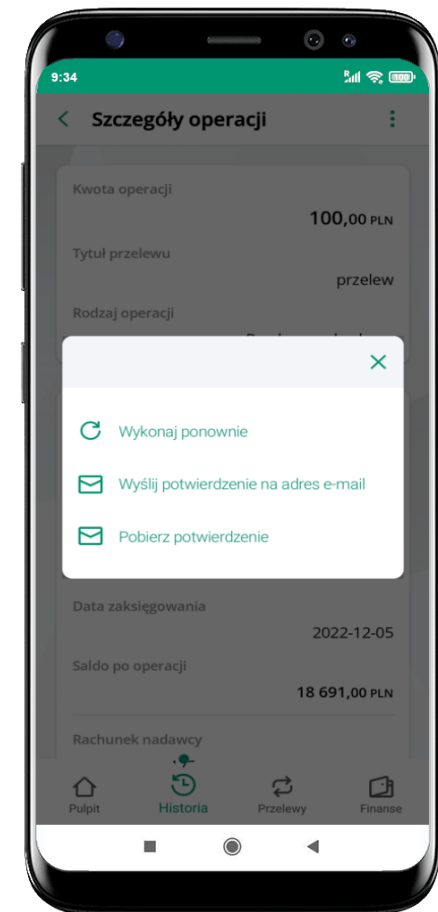 9:34
Szczegóły operacji
Kwota operacji
100,00 PLN
Tytuł przelewu
przelew
Rodzaj operacji
Wykonaj ponownie
Wyślij potwierdzenie na adres e-mail
Pobierz potwierdzenie
Data zaksięgowania
2022-12-05
Saldo po operacji
18 691,00 PLN
Rachunek nadawcy
Pulpit
Historia
Przelewy
Finanse